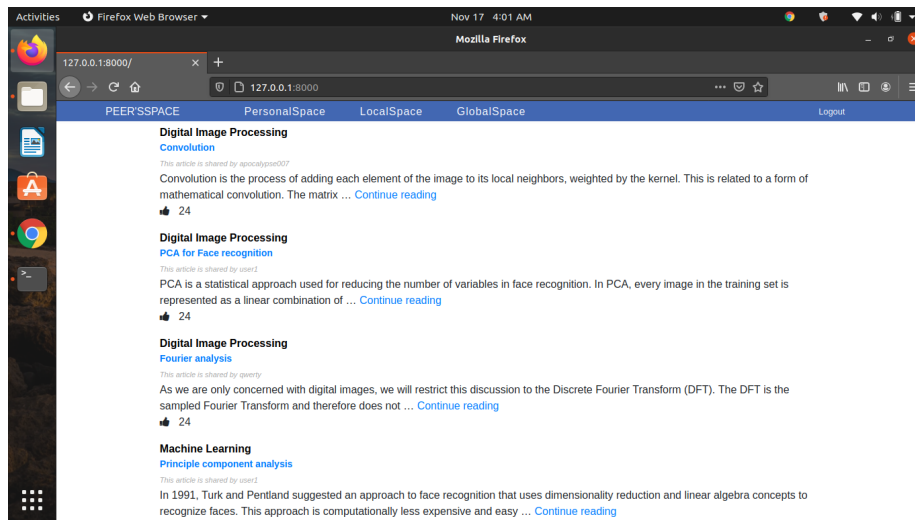 Activities Firefox Web Browser Nov 17 4:01 AM
Mozilla Firefox
127.0.0.1:8000/ × +
127.0.0.1:8000
PEER'SSPACE PersonalSpace LocalSpace GlobalSpace Logout
Digital Image Processing
Convolution
This article is shared by apocalypse007
Convolution is the process of adding each element of the image to its local neighbors, weighted by the kernel. This is related to a form of
mathematical convolution. The matrix … Continue reading
24
Digital Image Processing
PCA for Face recognition
This article is shared by user1
PCA is a statistical approach used for reducing the number of variables in face recognition. In PCA, every image in the training set is
represented as a linear combination of … Continue reading
24
Digital Image Processing
Fourier analysis
This article is shared by qwerty
As we are only concerned with digital images, we will restrict this discussion to the Discrete Fourier Transform (DFT). The DFT is the
sampled Fourier Transform and therefore does not … Continue reading
24
Machine Learning
Principle component analysis
This article is shared by user1
In 1991, Turk and Pentland suggested an approach to face recognition that uses dimensionality reduction and linear algebra concepts to
recognize faces. This approach is computationally less expensive and easy … Continue reading